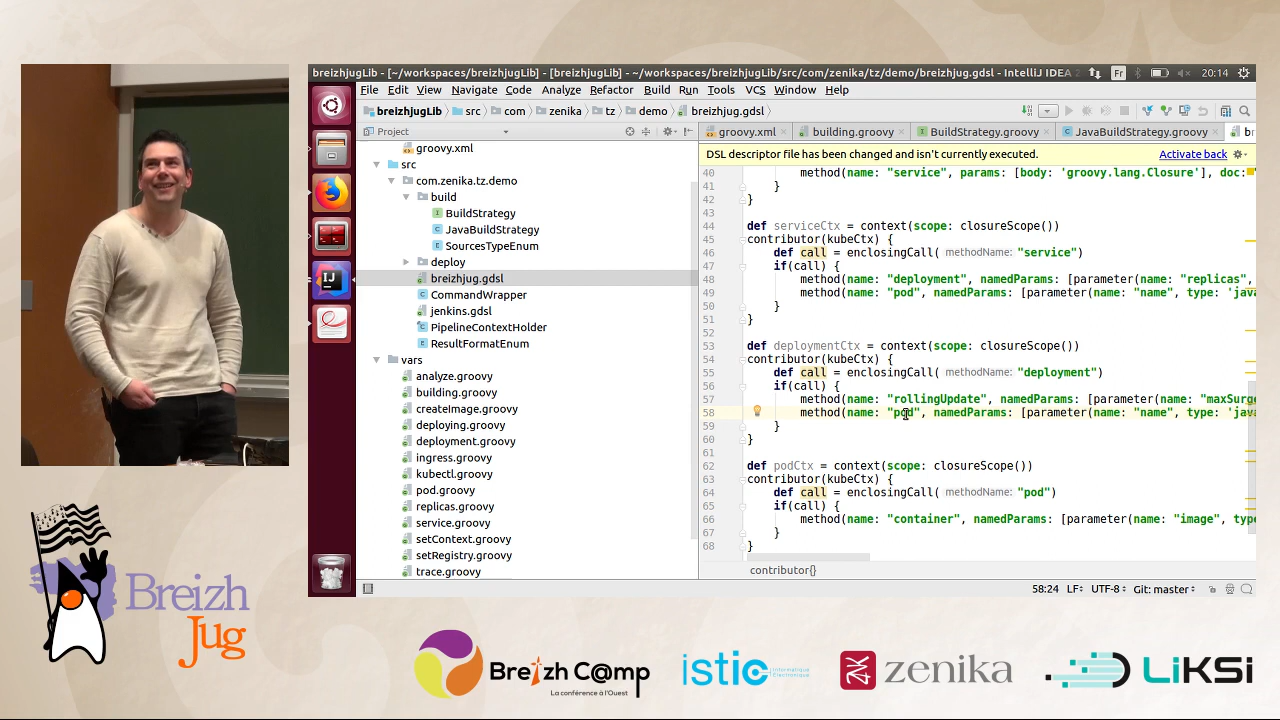 breizhjugLib - [~/workspaces/breizhjugLib] - [breizhjugLib] - ~/workspaces/breizhjugLib/src/com/zenika/tz/demo/breizhjug.gdsl - IntelliJ IDEA 2
Fr
20:14
File Edit View Navigate Code Analyze Refactor Build Run Tools VCS Window Help
breizhjugLib src com zenika tz demo breizhjug.gdsl
Project
groovy.xml building.groovy BuildStrategy.groovy JavaBuildStrategy.groovy br
DSL descriptor file has been changed and isn't currently executed. Activate back
groovy.xml
src
com.zenika.tz.demo
build
BuildStrategy
JavaBuildStrategy
SourcesTypeEnum
deploy
breizhjug.gdsl
CommandWrapper
jenkins.gdsl
PipelineContextHolder
ResultFormatEnum
vars
analyze.groovy
building.groovy
createImage.groovy
deploying.groovy
deployment.groovy
ingress.groovy
kubectl.groovy
pod.groovy
replicas.groovy
service.groovy
setContext.groovy
setRegistry.groovy
trace.groovy
40 method(name: "service", params: [body: 'groovy.lang.Closure'], doc:
41 }
42 }
43
44 def serviceCtx = context(scope: closureScope())
45 contributor(kubeCtx) {
46 def call = enclosingCall( methodName: "service")
47 if(call) {
48 method(name: "deployment", namedParams: [parameter(name: "replicas",
49 method(name: "pod", namedParams: [parameter(name: "name", type: 'java
50 }
51 }
52
53 def deploymentCtx = context(scope: closureScope())
54 contributor(kubeCtx) {
55 def call = enclosingCall( methodName: "deployment")
56 if(call) {
57 method(name: "rollingUpdate", namedParams: [parameter(name: "maxSurge
58 method(name: "pod", namedParams: [parameter(name: "name", type: 'java
59 }
60 }
61
62 def podCtx = context(scope: closureScope())
63 contributor(kubeCtx) {
64 def call = enclosingCall( methodName: "pod")
65 if(call) {
66 method(name: "container", namedParams: [parameter(name: "image", type
67 }
68 }
contributor{}
58:24 LF÷ UTF-8÷ Git: master÷
Breizh
Jug
Breizh C@mp
La conférence à l'Ouest
istic Informatique Électronique
zenika
LiKSi